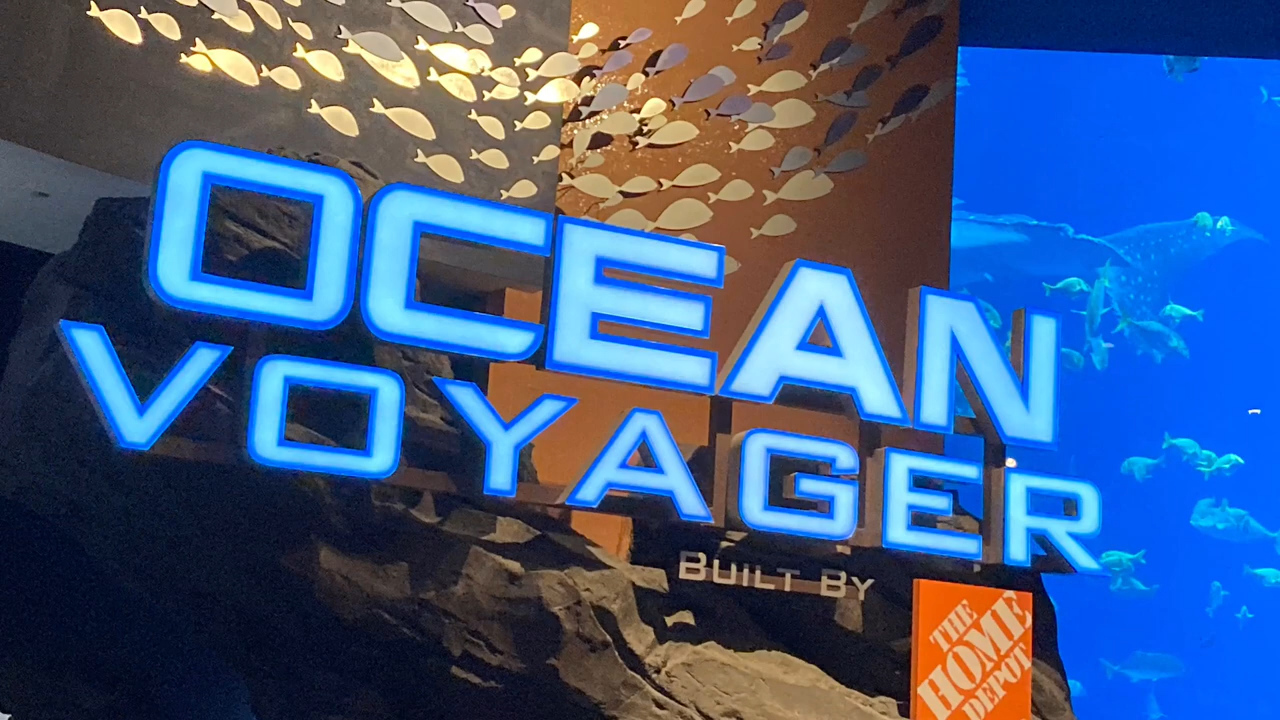 OCEAN
VOYAGER
BUILT BY
THE
HOME
DEPOT